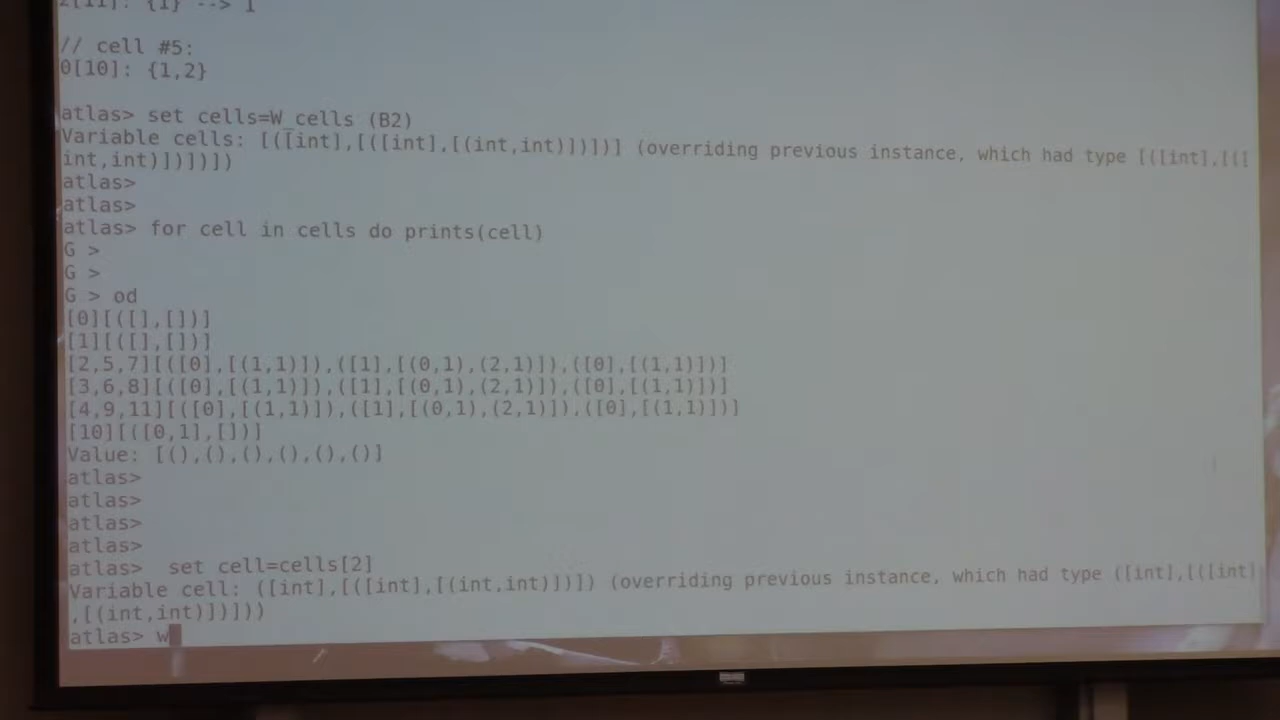 2[11]: {1} --> 1
// cell #5:
0[10]: {1,2}
atlas> set cells=W_cells (B2)
Variable cells: [([int],[([int],[(int,int)])])] (overriding previous instance, which had type [([int],[([
int,int)])])])
atlas>
atlas>
atlas> for cell in cells do prints(cell)
G >
G >
G > od
[0][([],[])]
[1][([],[])]
[2,5,7][([0],[(1,1)]),([1],[(0,1),(2,1)]),([0],[(1,1)])]
[3,6,8][([0],[(1,1)]),([1],[(0,1),(2,1)]),([0],[(1,1)])]
[4,9,11][([0],[(1,1)]),([1],[(0,1),(2,1)]),([0],[(1,1)])]
[10][([0,1],[])]
Value: [(),(),(),(),(),()]
atlas>
atlas>
atlas>
atlas>
atlas>  set cell=cells[2]
Variable cell: ([int],[([int],[(int,int)])]) (overriding previous instance, which had type ([int],[([int]
,[(int,int)])]))
atlas> w